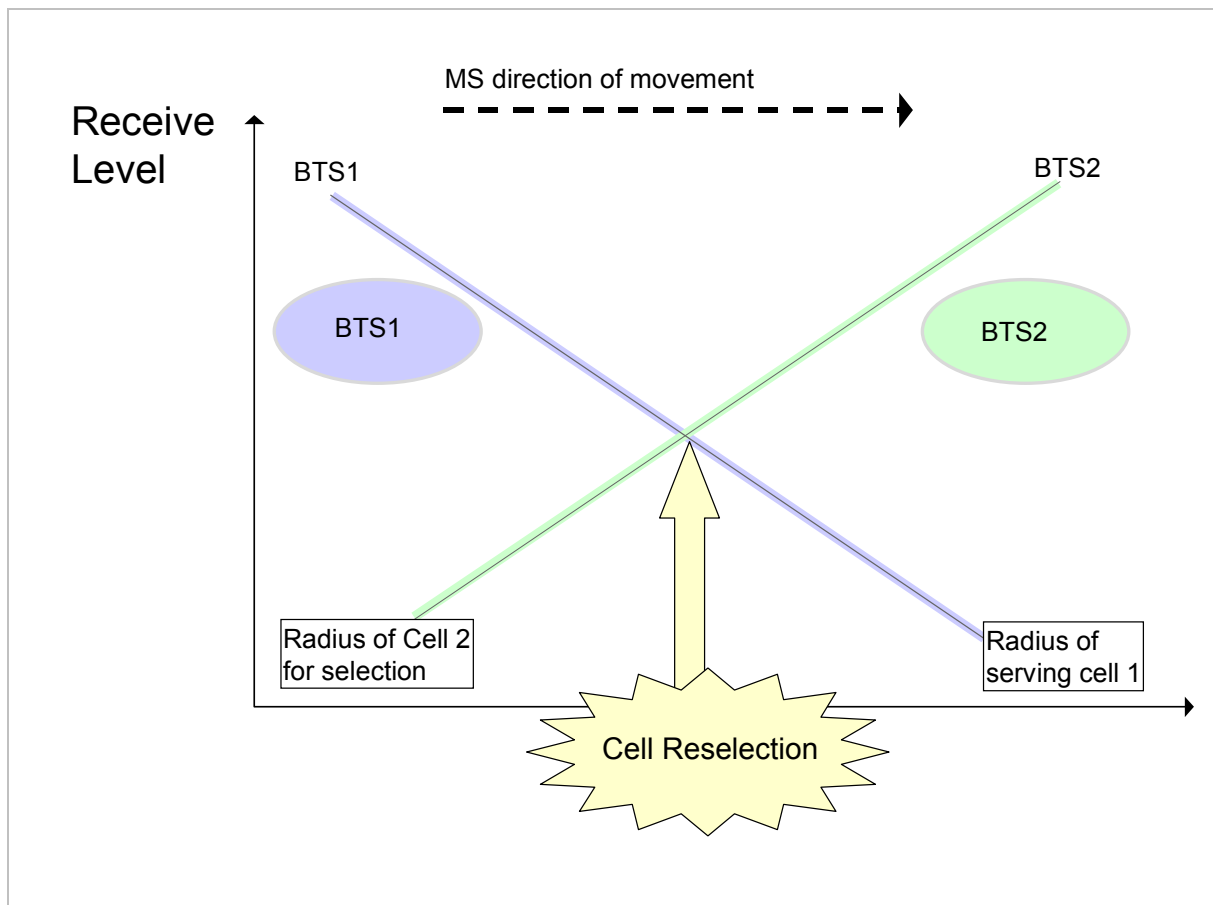 MS direction of movement
Receive
Level
BTS1
BTS2
BTS1
BTS2
Radius of Cell 2
for selection
Radius of
serving cell 1
Cell Reselection